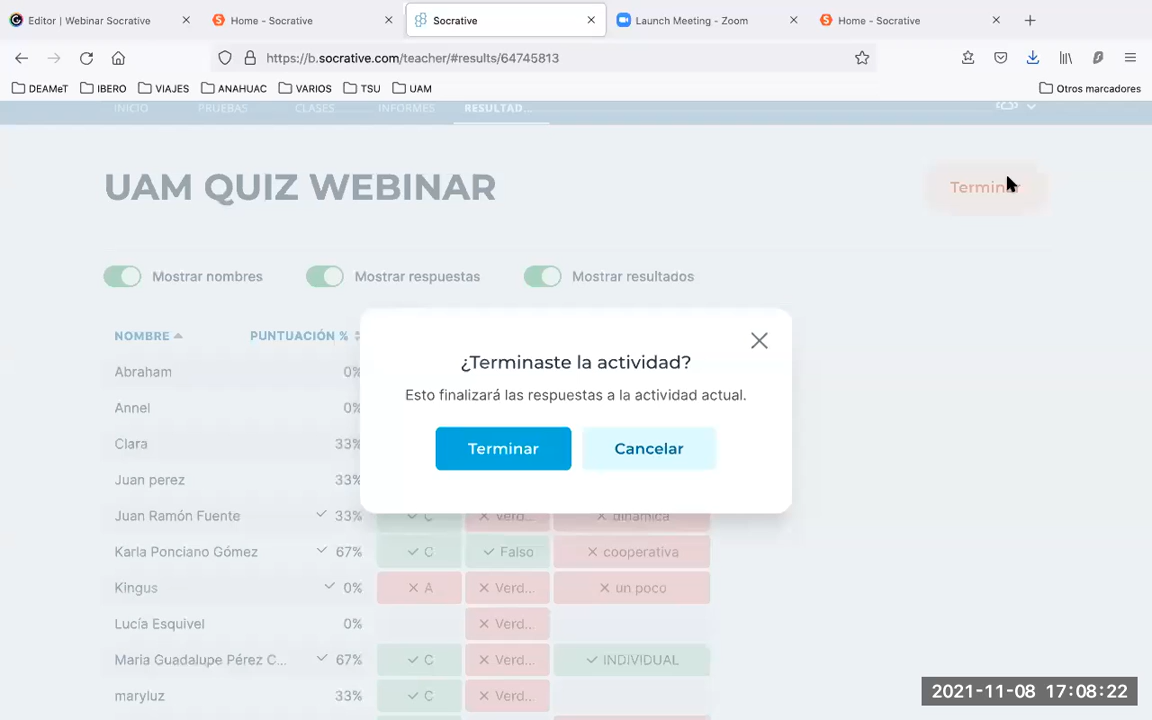 Editor | Webinar Socrative
Home - Socrative
Socrative
Launch Meeting - Zoom
Home - Socrative
https://b.socrative.com/teacher/#results/64745813
DEAMeT IBERO VIAJES ANAHUAC VARIOS TSU UAM Otros marcadores
INICIO PRUEBAS CLASES INFORMES RESULTAD...
UAM QUIZ WEBINAR
Mostrar nombres Mostrar respuestas Mostrar resultados
NOMBRE PUNTUACIÓN %
¿Terminaste la actividad?
Esto finalizará las respuestas a la actividad actual.
Terminar Cancelar
Abraham 0%
Annel 0%
Clara 33%
Juan perez 33%
Juan Ramón Fuente 33% C Verd... dinámica
Karla Ponciano Gómez 67% C Falso cooperativa
Kingus 0% A Verd... un poco
Lucía Esquivel 0% Verd...
Maria Guadalupe Pérez C... 67% C Verd... INDIVIDUAL
maryluz 33% C Verd...
2021-11-08 17:08:22